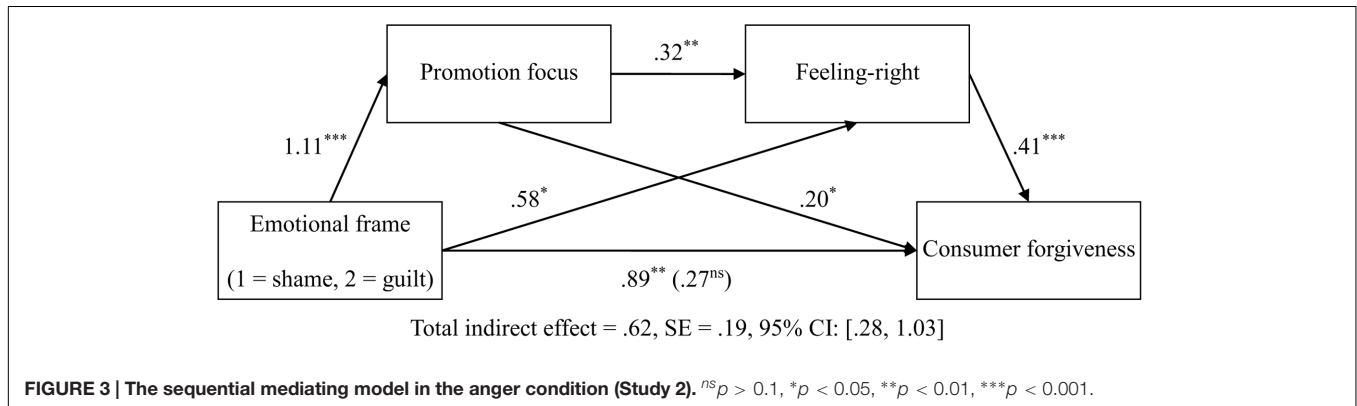 Promotion focus
.32**
Feeling-right
1.11***
.41***
.58*
.20*
Emotional frame
(1 = shame, 2 = guilt)
Consumer forgiveness
.89** (.27ns)
Total indirect effect = .62, SE = .19, 95% CI: [.28, 1.03]
FIGURE 3 | The sequential mediating model in the anger condition (Study 2). nsp > 0.1, *p < 0.05, **p < 0.01, ***p < 0.001.